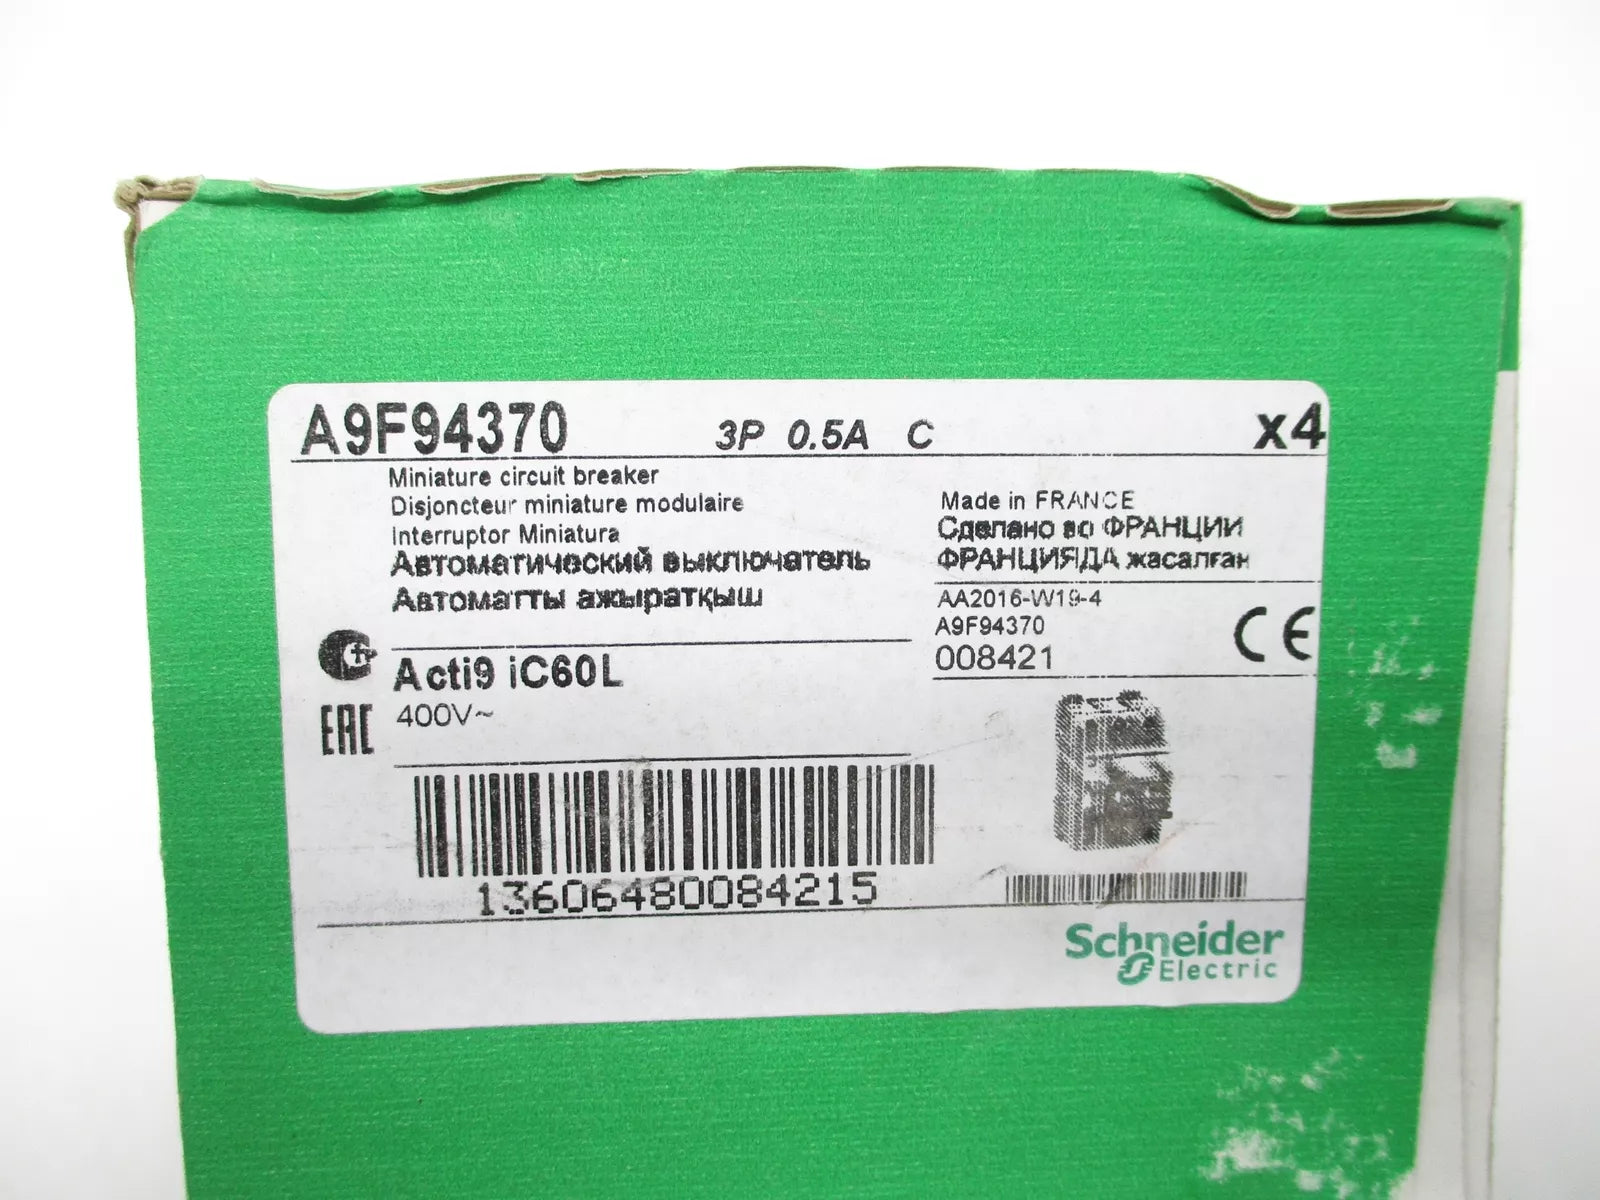 A9F94370 3P 0.5A C x4
Miniature circuit breaker
Disjoncteur miniature modulaire
Interruptor Miniatura
Автоматический выключатель
Автоматты ажыратқыш
Made in FRANCE
Сделано во ФРАНЦИИ
ФРАНЦИЯДА жасалған
AA2016-W19-4
A9F94370
008421
CE
Acti9 iC60L
EAC
400V~
13606480084215
Schneider
Electric